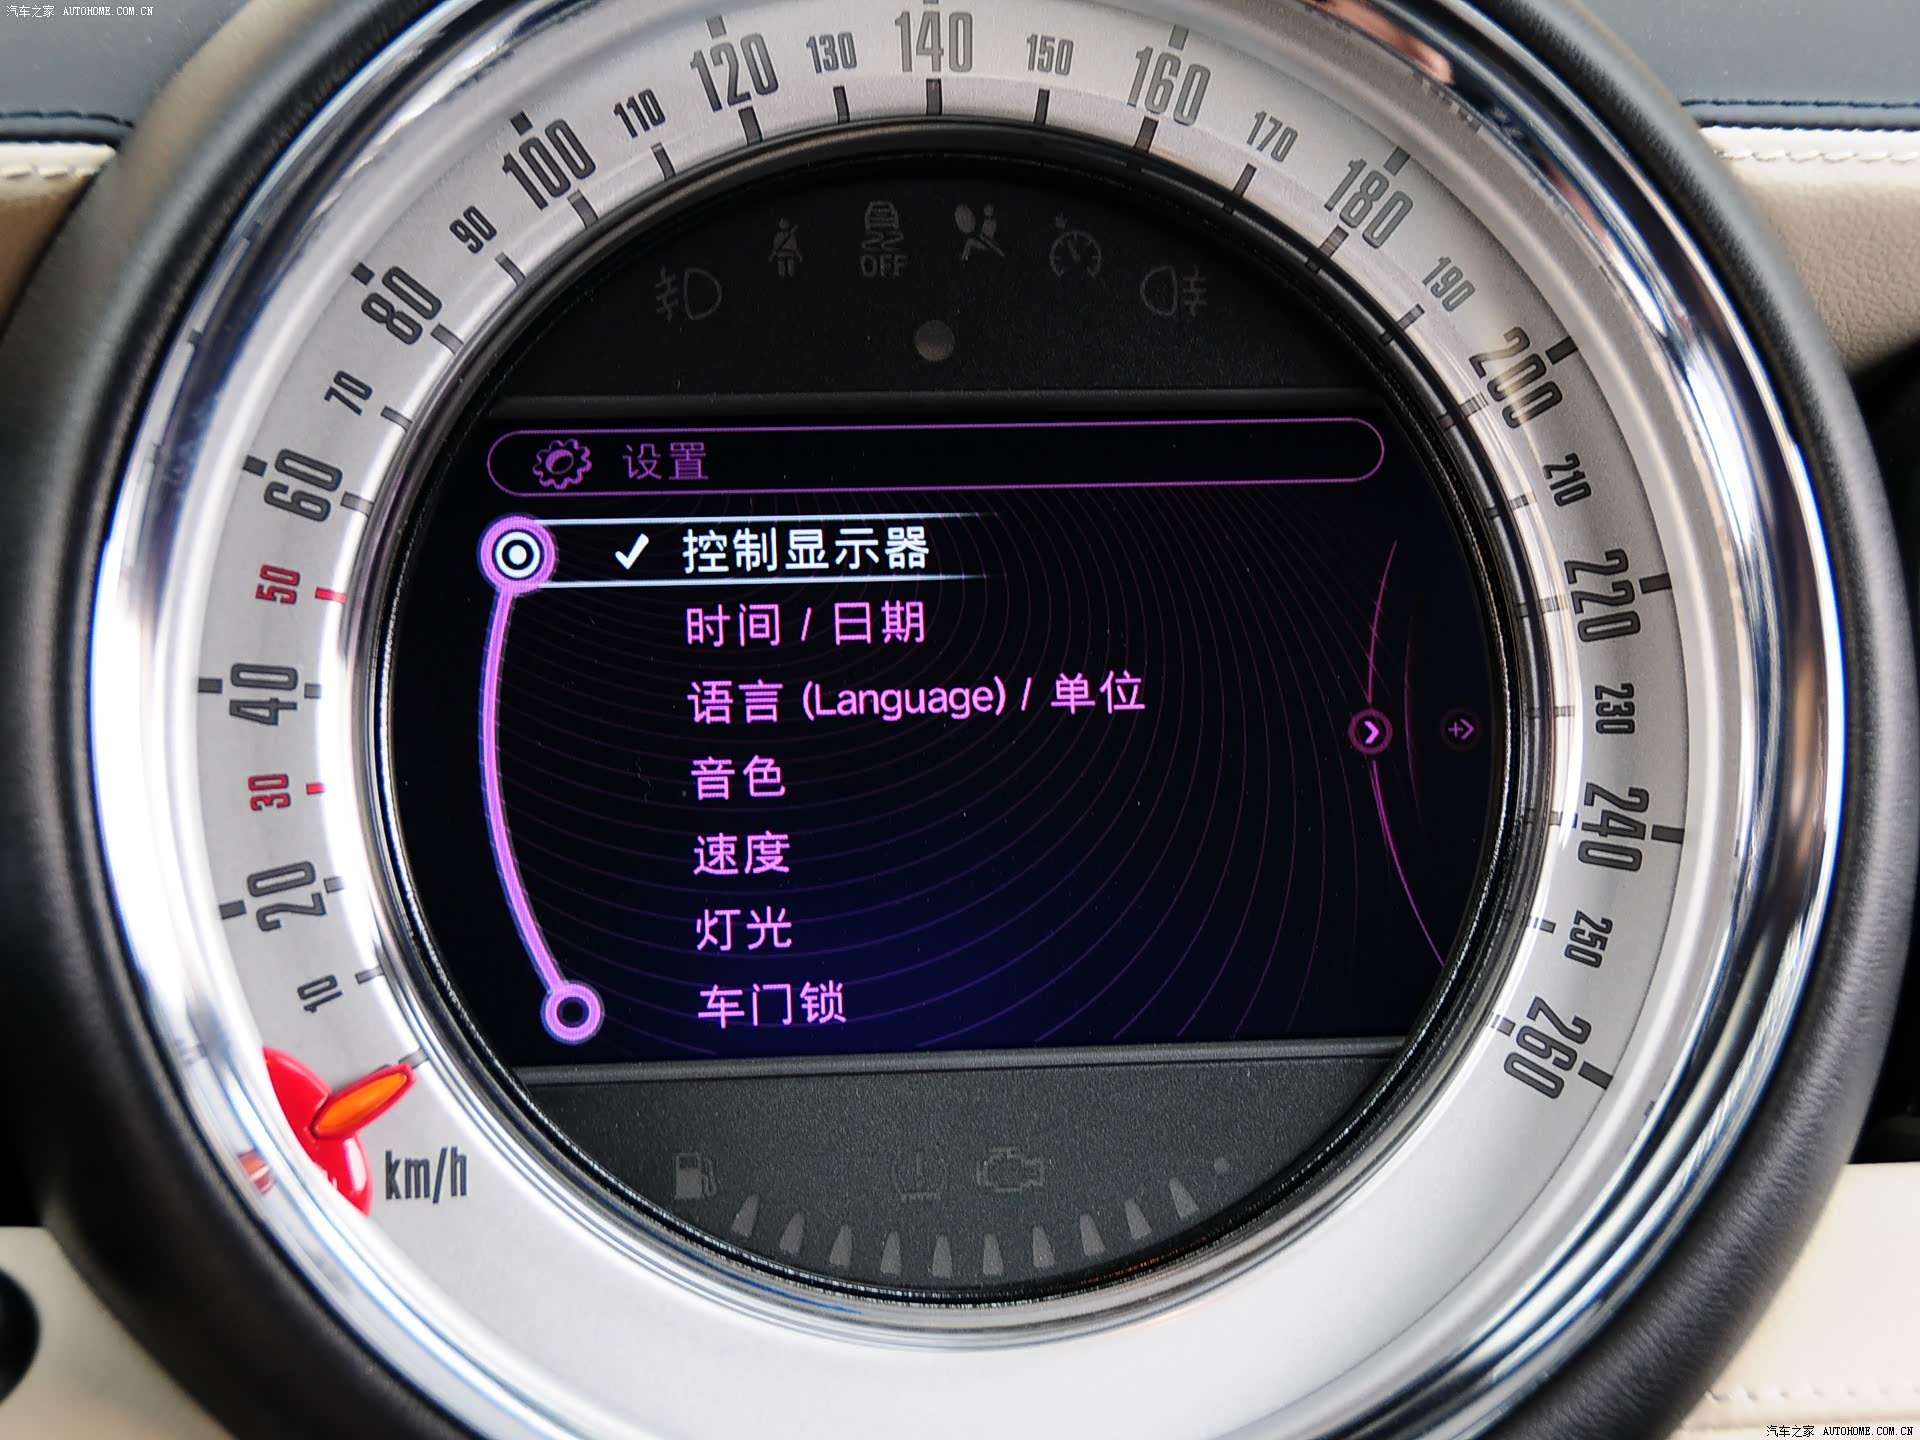 汽车之家 AUTOHOME.COM.CN
10
20
30
40
50
60
70
80
90
100
110
120
130
140
150
160
170
180
190
200
210
220
230
240
250
260
km/h
OFF
设置
控制显示器
时间 / 日期
语言 (Language) / 单位
音色
速度
灯光
车门锁
汽车之家 AUTOHOME.COM.CN